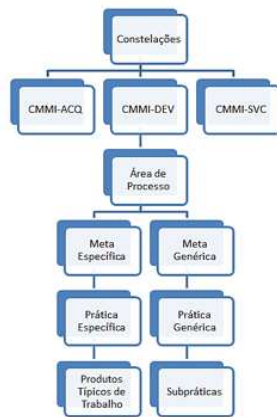 Constelações
CMMI-ACQ
CMMI-DEV
CMMI-SVC
Área de
Processo
Meta
Específica
Meta
Genérica
Prática
Específica
Prática
Genérica
Produtos
Típicos de
Trabalho
Subpráticas